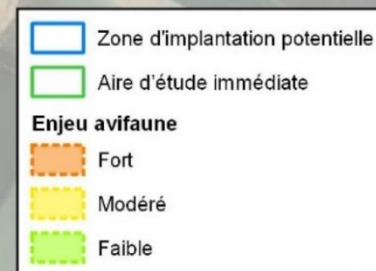 Zone d'implantation potentielle
Aire d'étude immédiate
Enjeu avifaune
Fort
Modéré
Faible